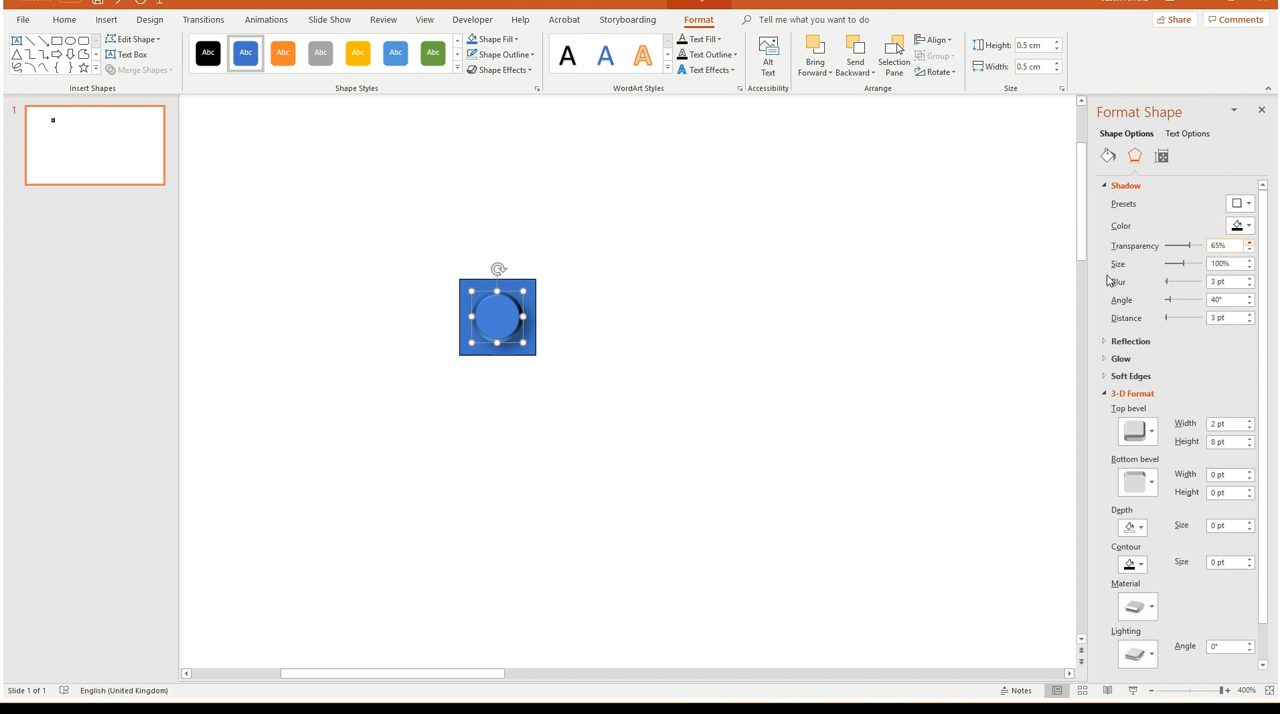 File Home Insert Design Transitions Animations Slide Show Review View Developer Help Acrobat Storyboarding Format Tell me what you want to do Share Comments
Edit Shape
Text Box
Merge Shapes
Insert Shapes
Abc Abc Abc Abc Abc Abc Abc
Shape Fill
Shape Outline
Shape Effects
Shape Styles
A A A
Text Fill
Text Outline
Text Effects
WordArt Styles
Alt
Text
Accessibility
Bring
Forward
Send
Backward
Selection
Pane
Align
Group
Rotate
Arrange
Height: 0.5 cm
Width: 0.5 cm
Size
1
Format Shape
Shape Options Text Options
Shadow
Presets
Color
Transparency 65%
Size 100%
Blur 3 pt
Angle 40°
Distance 3 pt
Reflection
Glow
Soft Edges
3-D Format
Top bevel
Width 2 pt
Height 8 pt
Bottom bevel
Width 0 pt
Height 0 pt
Depth
Size 0 pt
Contour
Size 0 pt
Material
Lighting
Angle 0°
Slide 1 of 1 English (United Kingdom) Notes 400%